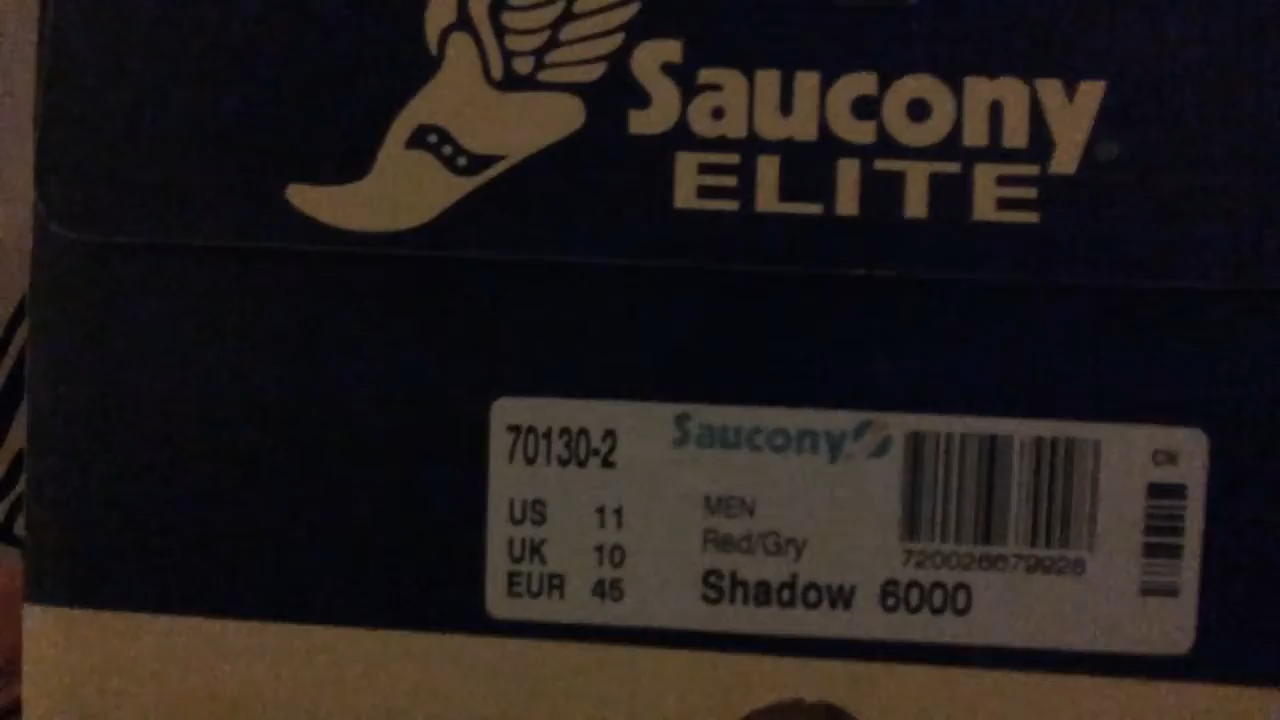 Saucony
ELITE
70130-2
Saucony
US 11
MEN
UK 10
Red/Gry
EUR 45
Shadow 6000